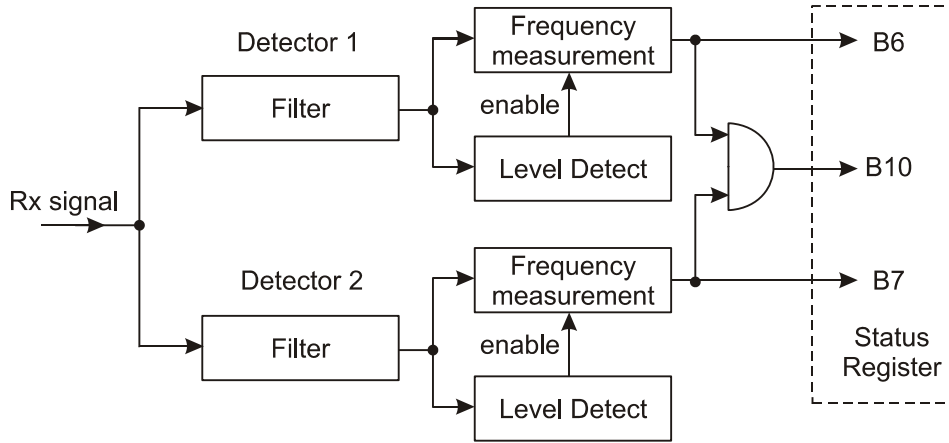 Detector 1
Filter
Frequency
measurement
enable
Level Detect
B6
B10
Rx signal
Detector 2
Filter
Frequency
measurement
enable
Level Detect
B7
Status
Register